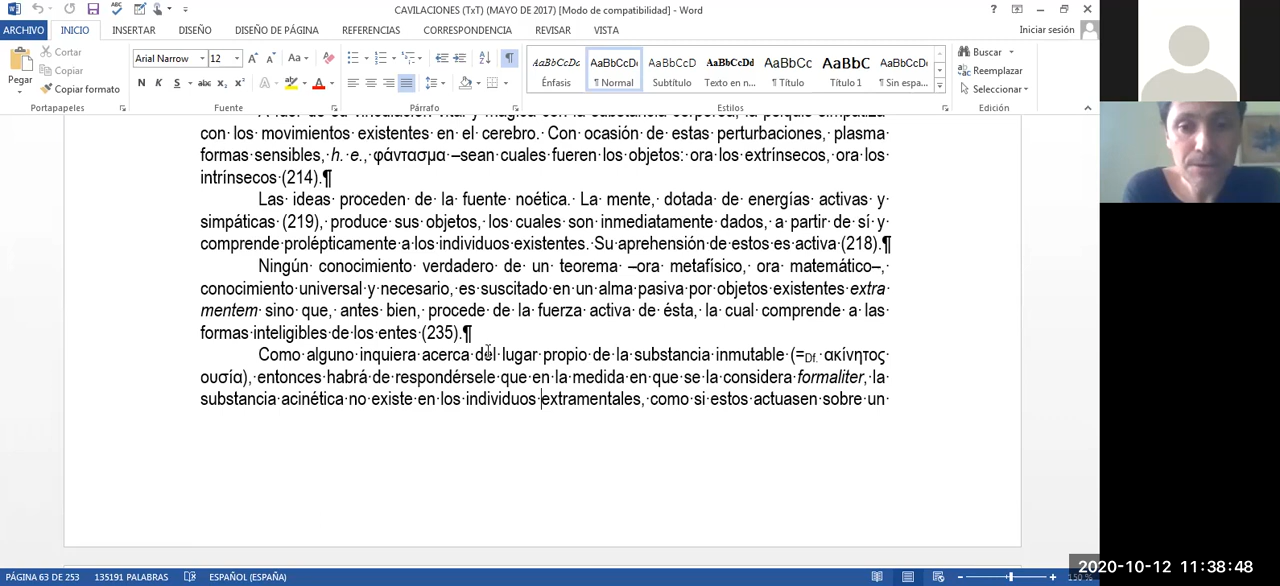 CAVILACIONES (TxT) (MAYO DE 2017) [Modo de compatibilidad] - Word
ARCHIVO INICIO INSERTAR DISEÑO DISEÑO DE PÁGINA REFERENCIAS CORRESPONDENCIA REVISAR VISTA Iniciar sesión
Pegar
Cortar
Copiar
Copiar formato
Portapapeles
Arial Narrow 12
N K S abc x₂ x²
Fuente
Párrafo
AaBbCcDc AaBbCcDc AaBbCcD AaBbCcDd AaBbCc AaBbC AaBbCcDc
Énfasis ¶ Normal Subtítulo Texto en n... ¶ Título Título 1 ¶ Sin espa...
Estilos
Buscar
Reemplazar
Seleccionar
Edición
con los movimientos existentes en el cerebro. Con ocasión de estas perturbaciones, plasma
formas sensibles, h. e., φάντασμα –sean cuales fueren los objetos: ora los extrínsecos, ora los
intrínsecos (214).¶
Las ideas proceden de la fuente noética. La mente, dotada de energías activas y
simpáticas (219), produce sus objetos, los cuales son inmediatamente dados, a partir de sí y
comprende prolépticamente a los individuos existentes. Su aprehensión de estos es activa (218).¶
Ningún conocimiento verdadero de un teorema –ora metafísico, ora matemático–,
conocimiento universal y necesario, es suscitado en un alma pasiva por objetos existentes extra
mentem sino que, antes bien, procede de la fuerza activa de ésta, la cual comprende a las
formas inteligibles de los entes (235).¶
Como alguno inquiera acerca del lugar propio de la substancia inmutable (=Df. ακίνητος
ουσία), entonces habrá de respondérsele que en la medida en que se la considera formaliter, la
substancia acinética no existe en los individuos extramentales, como si estos actuasen sobre un
PÁGINA 63 DE 253 135191 PALABRAS ESPAÑOL (ESPAÑA) 150 %
2020-10-12 11:38:48